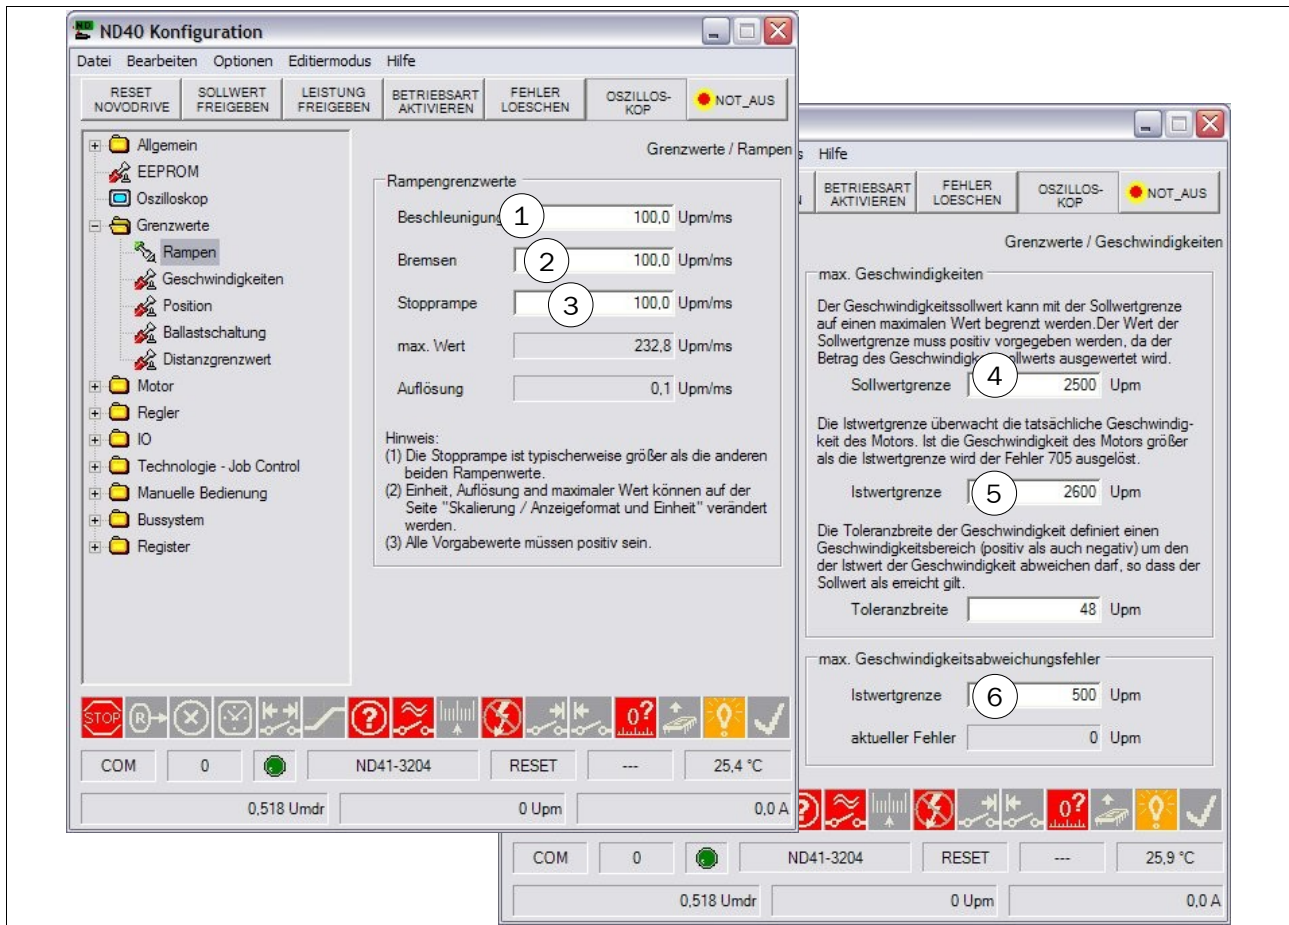 ND40 Konfiguration
Datei Bearbeiten Optionen Editiermodus Hilfe
RESET NOVODRIVE
SOLLWERT FREIGEBEN
LEISTUNG FREIGEBEN
BETRIEBSART AKTIVIEREN
FEHLER LOESCHEN
OSZILLOS-KOP
NOT_AUS
Allgemein
EEPROM
Oszilloskop
Grenzwerte
Rampen
Geschwindigkeiten
Position
Ballastschaltung
Distanzgrenzwert
Motor
Regler
IO
Technologie - Job Control
Manuelle Bedienung
Bussystem
Register
Grenzwerte / Rampen
Rampengrenzwerte
Beschleunigung 1 100,0 Upm/ms
Bremsen 2 100,0 Upm/ms
Stopprampe 3 100,0 Upm/ms
max. Wert 232,8 Upm/ms
Auflösung 0,1 Upm/ms
Hinweis:
(1) Die Stopprampe ist typischerweise größer als die anderen
beiden Rampenwerte.
(2) Einheit, Auflösung and maximaler Wert können auf der
Seite "Skalierung / Anzeigeformat und Einheit" verändert
werden.
(3) Alle Vorgabewerte müssen positiv sein.
STOP R ? 0?
COM 0 ND41-3204 RESET --- 25,4 °C
0,518 Umdr 0 Upm 0,0 A
Hilfe
BETRIEBSART AKTIVIEREN
FEHLER LOESCHEN
OSZILLOS-KOP
NOT_AUS
Grenzwerte / Geschwindigkeiten
max. Geschwindigkeiten
Der Geschwindigkeitssollwert kann mit der Sollwertgrenze
auf einen maximalen Wert begrenzt werden.Der Wert der
Sollwertgrenze muss positiv vorgegeben werden, da der
Betrag des ausgewertet wird.
Sollwertgrenze 4 2500 Upm
Die Istwertgrenze überwacht die tatsächliche Geschwindig-
keit des Motors. Ist die Geschwindigkeit des Motors größer
als die Istwertgrenze wird der Fehler 705 ausgelöst.
Istwertgrenze 5 2600 Upm
Die Toleranzbreite der Geschwindigkeit definiert einen
Geschwindigkeitsbereich (positiv als auch negativ) um den
der Istwert der Geschwindigkeit abweichen darf, so dass der
Sollwert als erreicht gilt.
Toleranzbreite 48 Upm
max. Geschwindigkeitsabweichungsfehler
Istwertgrenze 6 500 Upm
aktueller Fehler 0 Upm
? 0?
COM 0 ND41-3204 RESET --- 25,9 °C
0,518 Umdr 0 Upm 0,0 A